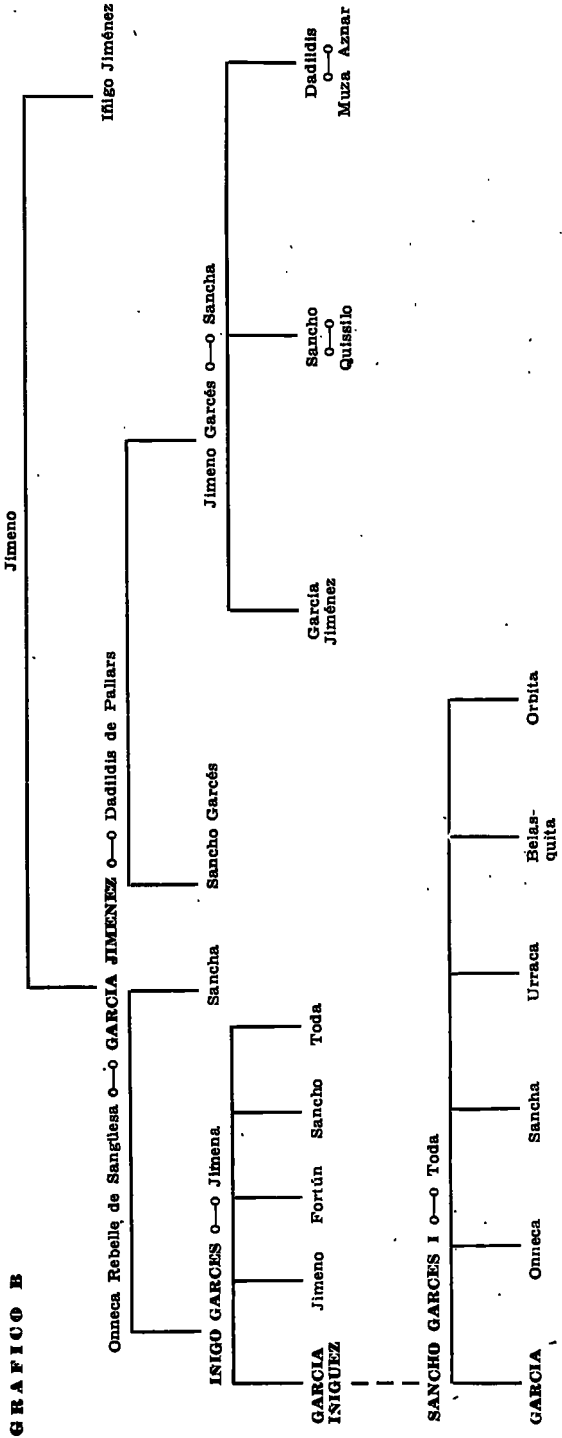 GRAFICO B
Jimeno
Onneca Rebelle de Sangüesa o—o GARCIA JIMENEZ o—o Dadildis de Pallars
Iñigo Jiménez
IÑIGO GARCES o—o Jimena
Sancha
Sancho Garcés
Jimeno Garcés o—o Sancha
GARCIA IÑIGUEZ
Jimeno
Fortún
Sancho
Toda
García
Jiménez
Sancho
o—o
Quissilo
Dadildis
o—o
Muza Aznar
SANCHO GARCES I o—o Toda
GARCIA
Onneca
Sancha
Urraca
Belas-
quita
Orbita